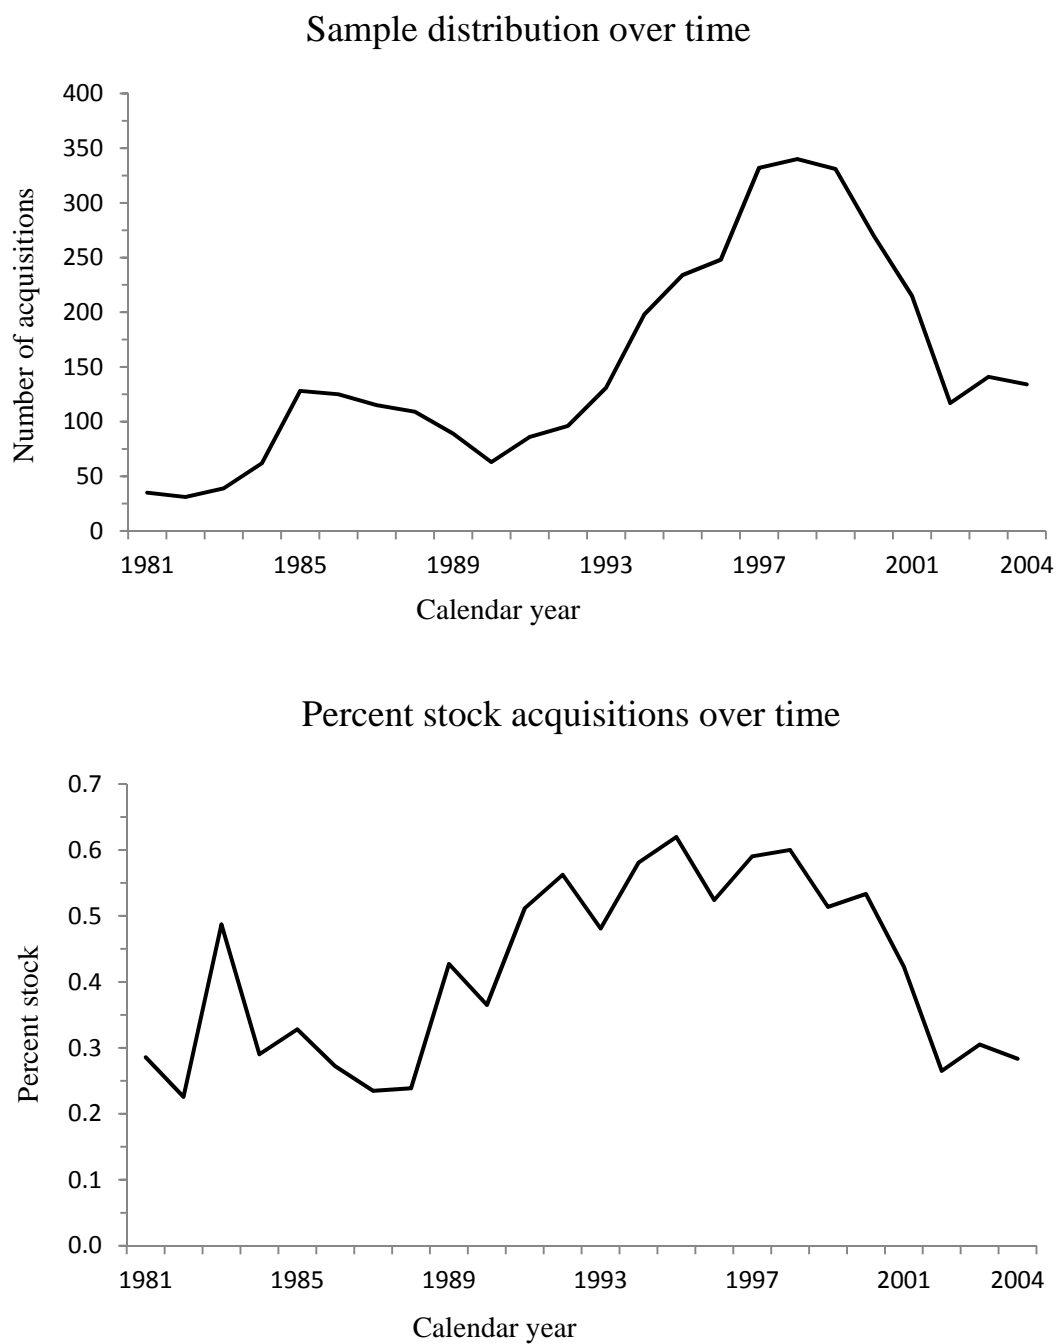 Sample distribution over time
400
350
300
250
200
150
100
50
0
Number of acquisitions
1981 1985 1989 1993 1997 2001 2004
Calendar year
Percent stock acquisitions over time
0.7
0.6
0.5
0.4
0.3
0.2
0.1
0.0
Percent stock
1981 1985 1989 1993 1997 2001 2004
Calendar year